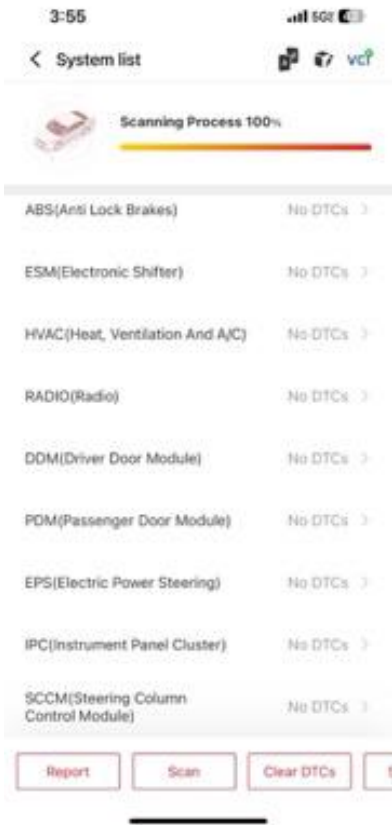 3:55
5GE
System list
vci
Scanning Process 100%
ABS(Anti Lock Brakes) No DTCs
ESM(Electronic Shifter) No DTCs
HVAC(Heat, Ventilation And A/C) No DTCs
RADIO(Radio) No DTCs
DDM(Driver Door Module) No DTCs
PDM(Passenger Door Module) No DTCs
EPS(Electric Power Steering) No DTCs
IPC(Instrument Panel Cluster) No DTCs
SCCM(Steering Column
Control Module) No DTCs
Report Scan Clear DTCs